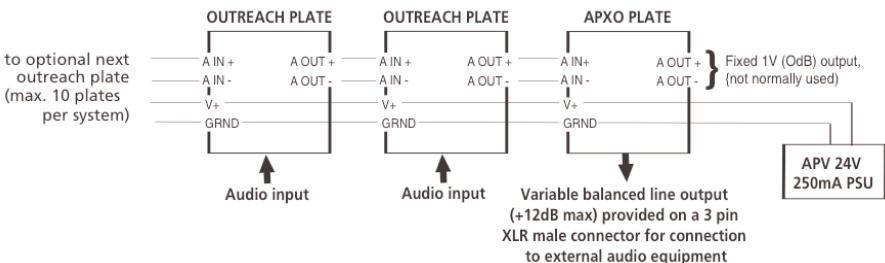 OUTREACH PLATE
OUTREACH PLATE
APXO PLATE
to optional next
outreach plate
(max. 10 plates
per system)
A IN +
A IN -
V+
GRND
A OUT +
A OUT -
A IN +
A IN -
V+
GRND
A OUT +
A OUT -
A IN+
A IN-
V+
GRND
A OUT +
A OUT -
Fixed 1V (OdB) output,
(not normally used)
APV 24V
250mA PSU
Audio input
Audio input
Variable balanced line output
(+12dB max) provided on a 3 pin
XLR male connector for connection
to external audio equipment